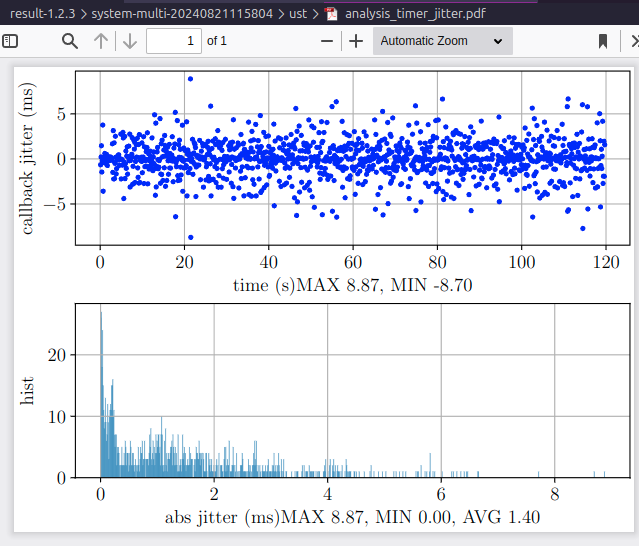 result-1.2.3 > system-multi-20240821115804 > ust > analysis_timer_jitter.pdf
1 of 1 Automatic Zoom
callback jitter (ms)
5
0
−5
0 20 40 60 80 100 120
time (s)MAX 8.87, MIN -8.70
hist
20
10
0
0 2 4 6 8
abs jitter (ms)MAX 8.87, MIN 0.00, AVG 1.40